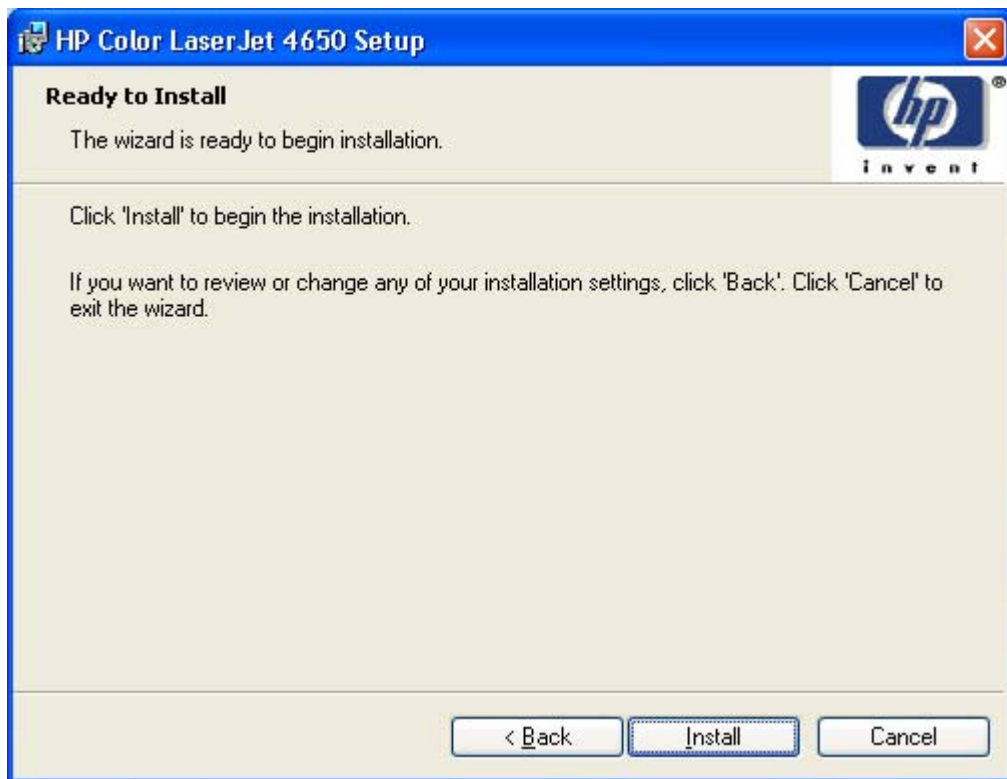 HP Color LaserJet 4650 Setup
Ready to Install
The wizard is ready to begin installation.
hp
®
invent
Click 'Install' to begin the installation.
If you want to review or change any of your installation settings, click 'Back'. Click 'Cancel' to
exit the wizard.
< Back
Install
Cancel